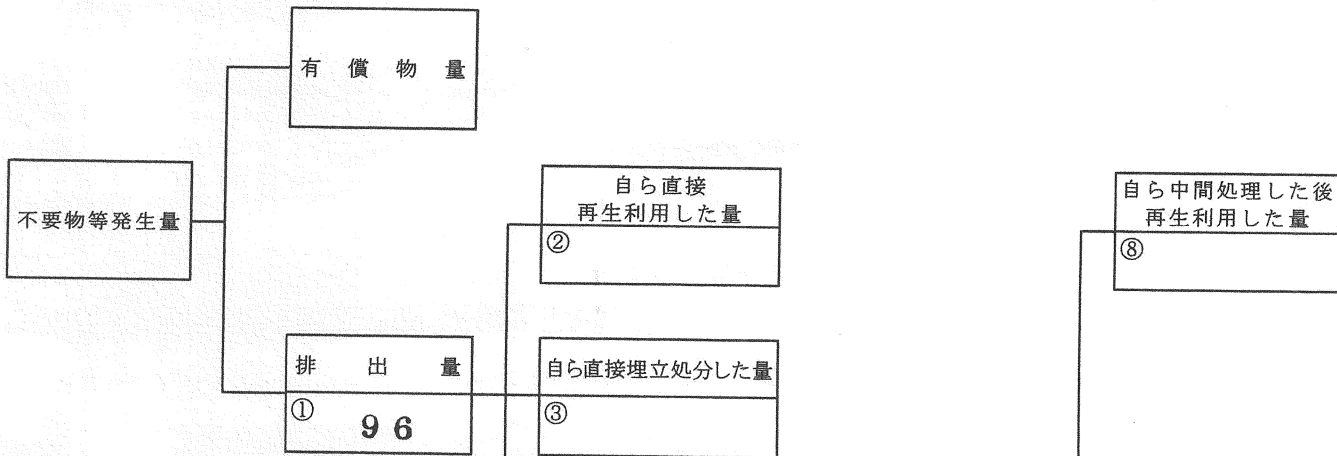 有償物量
不要物等発生量
自ら直接
再生利用した量
②
自ら中間処理した後
再生利用した量
⑧
排出量
①
96
自ら直接埋立処分した量
③